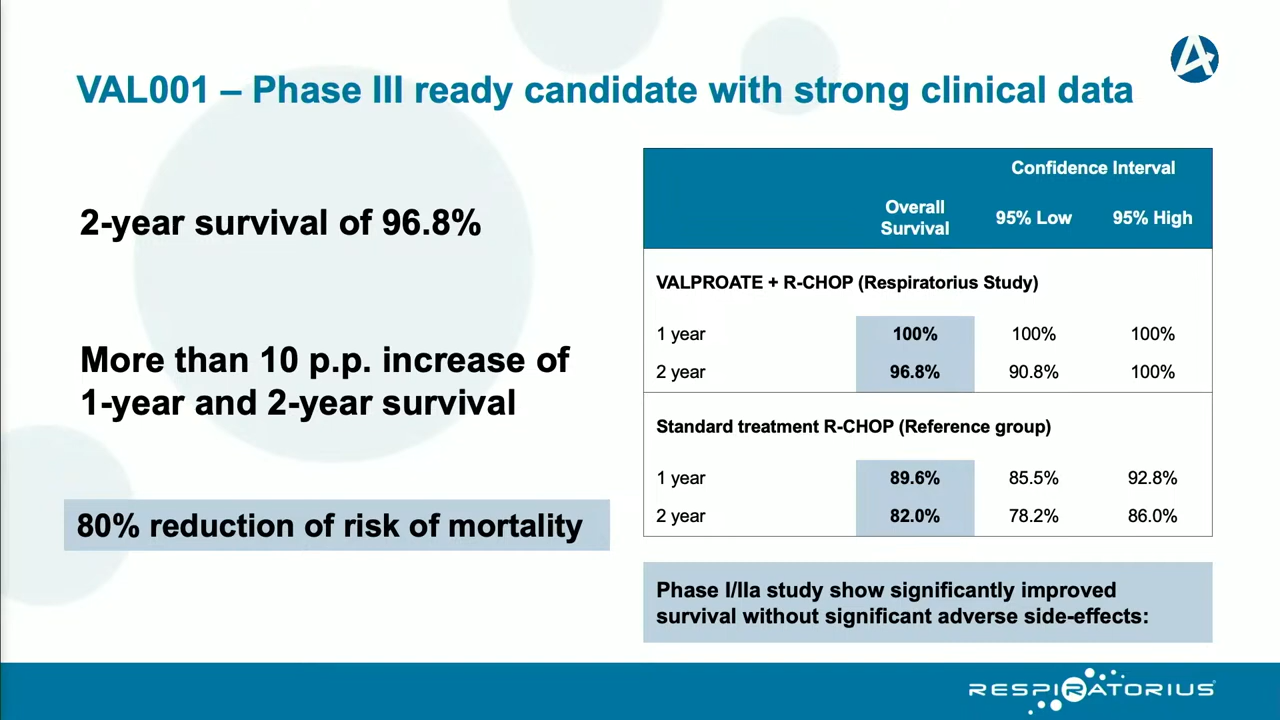 VAL001 – Phase III ready candidate with strong clinical data
2-year survival of 96.8%
More than 10 p.p. increase of
1-year and 2-year survival
80% reduction of risk of mortality
Confidence Interval
Overall
Survival
95% Low
95% High
VALPROATE + R-CHOP (Respiratorius Study)
1 year 100% 100% 100%
2 year 96.8% 90.8% 100%
Standard treatment R-CHOP (Reference group)
1 year 89.6% 85.5% 92.8%
2 year 82.0% 78.2% 86.0%
Phase I/IIa study show significantly improved
survival without significant adverse side-effects:
RESPIRATORIUS